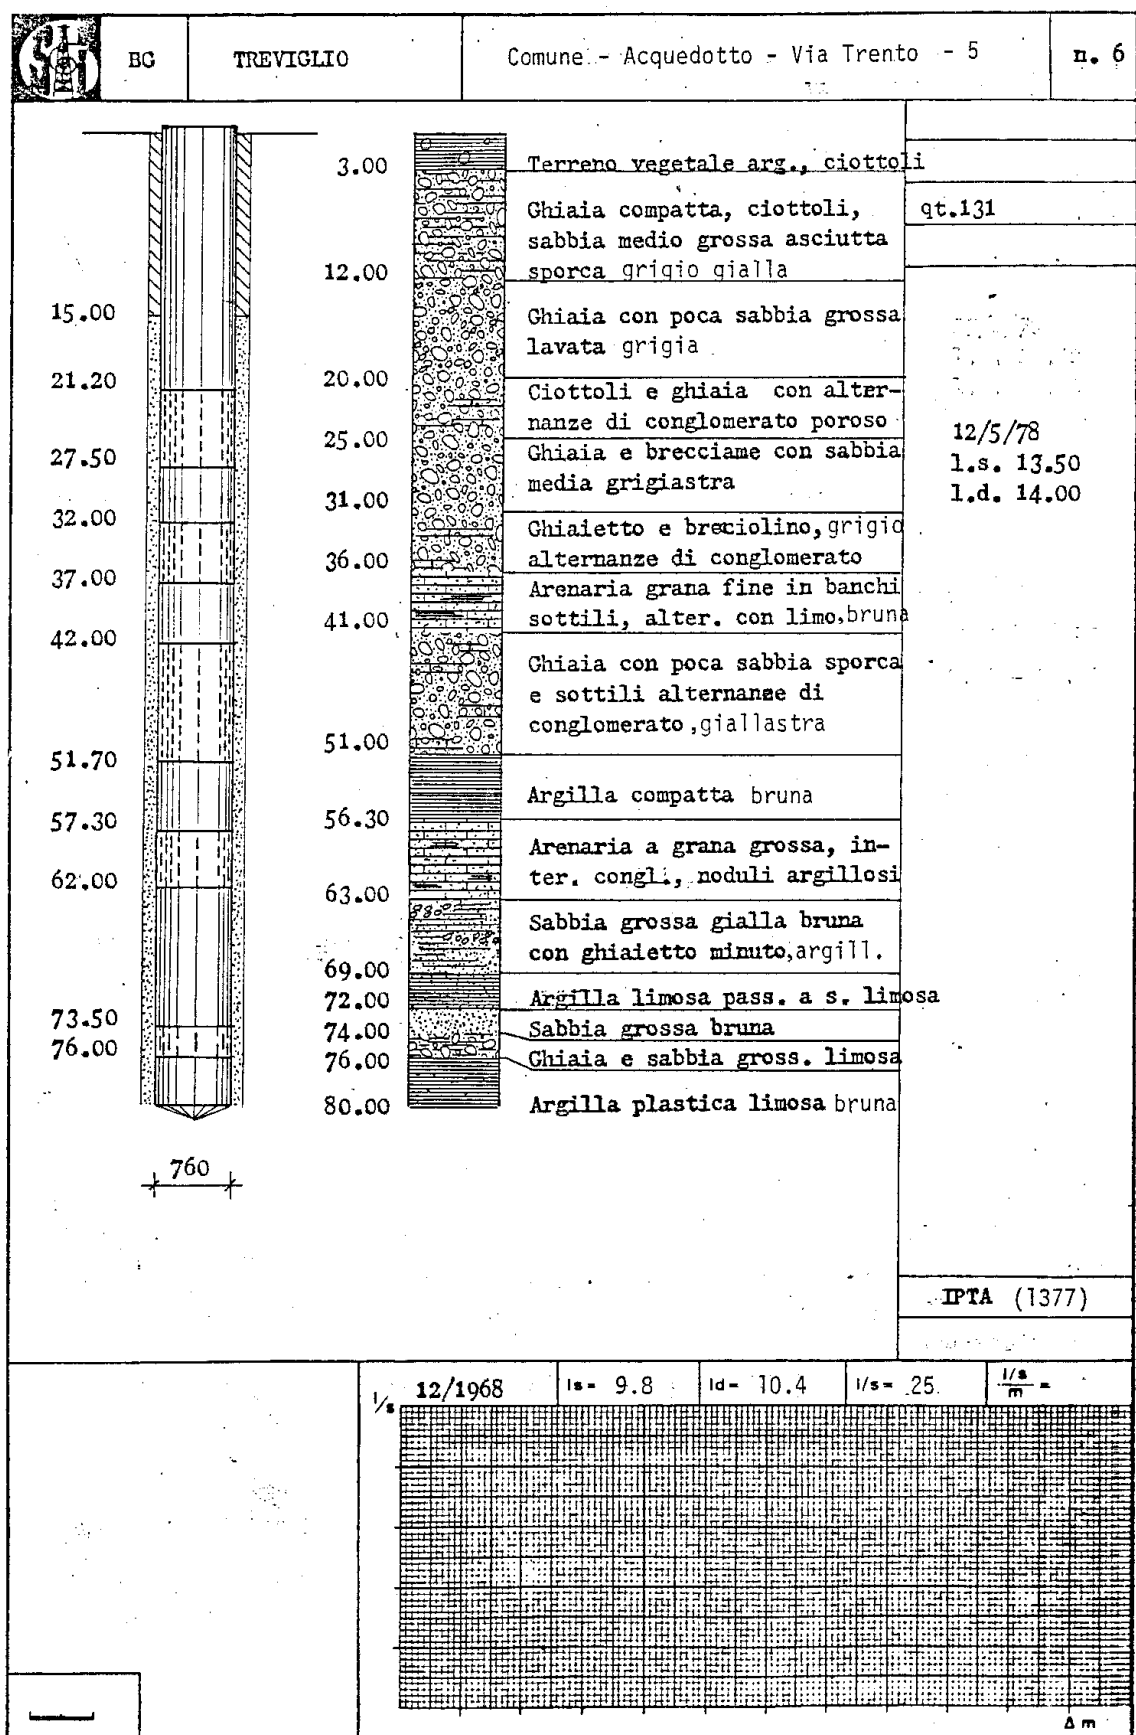 BG
TREVIGLIO
Comune - Acquedotto - Via Trento - 5
n. 6
3.00
Terreno vegetale arg., ciottoli
Ghiaia compatta, ciottoli,
sabbia medio grossa asciutta
sporca grigio gialla
12.00
qt.131
15.00
Ghiaia con poca sabbia grossa
lavata grigia
21.20
20.00
Ciottoli e ghiaia con alter-
nanze di conglomerato poroso
25.00
27.50
Ghiaia e brecciame con sabbia
media grigiastra
31.00
12/5/78
l.s. 13.50
l.d. 14.00
32.00
Ghiaietto e breciolino, grigio
alternanze di conglomerato
36.00
37.00
Arenaria grana fine in banchi
sottili, alter. con limo, bruna
41.00
42.00
Ghiaia con poca sabbia sporca
e sottili alternanze di
conglomerato, giallastra
51.00
51.70
Argilla compatta bruna
56.30
57.30
Arenaria a grana grossa, in-
ter. congl., noduli argillosi
62.00
63.00
Sabbia grossa gialla bruna
con ghiaietto minuto, argill.
69.00
72.00
Argilla limosa pass. a s. limosa
73.50
74.00
Sabbia grossa bruna
76.00
76.00
Ghiaia e sabbia gross. limosa
80.00
Argilla plastica limosa bruna
760
IPTA (1377)
l/s
12/1968
ls= 9.8
ld= 10.4
l/s= 25
l/s
m =
Δ m